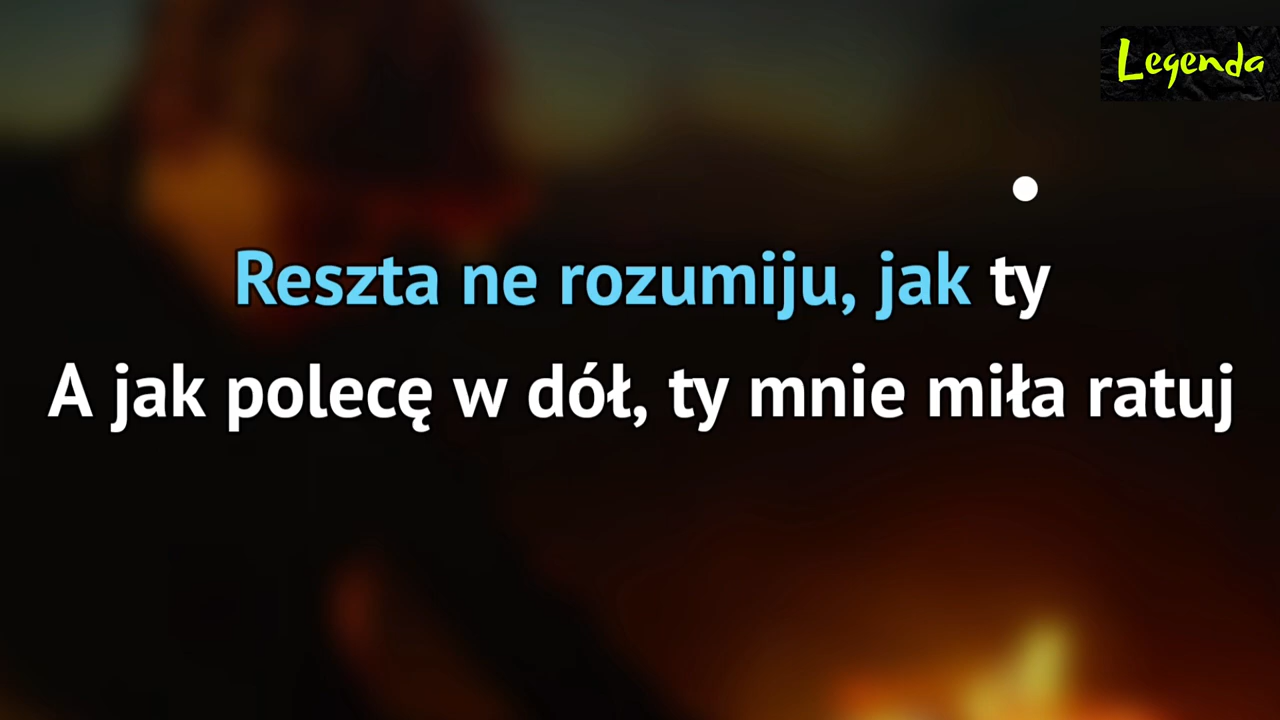 Legenda
Reszta ne rozumiju, jak ty
A jak polecę w dół, ty mnie miła ratuj